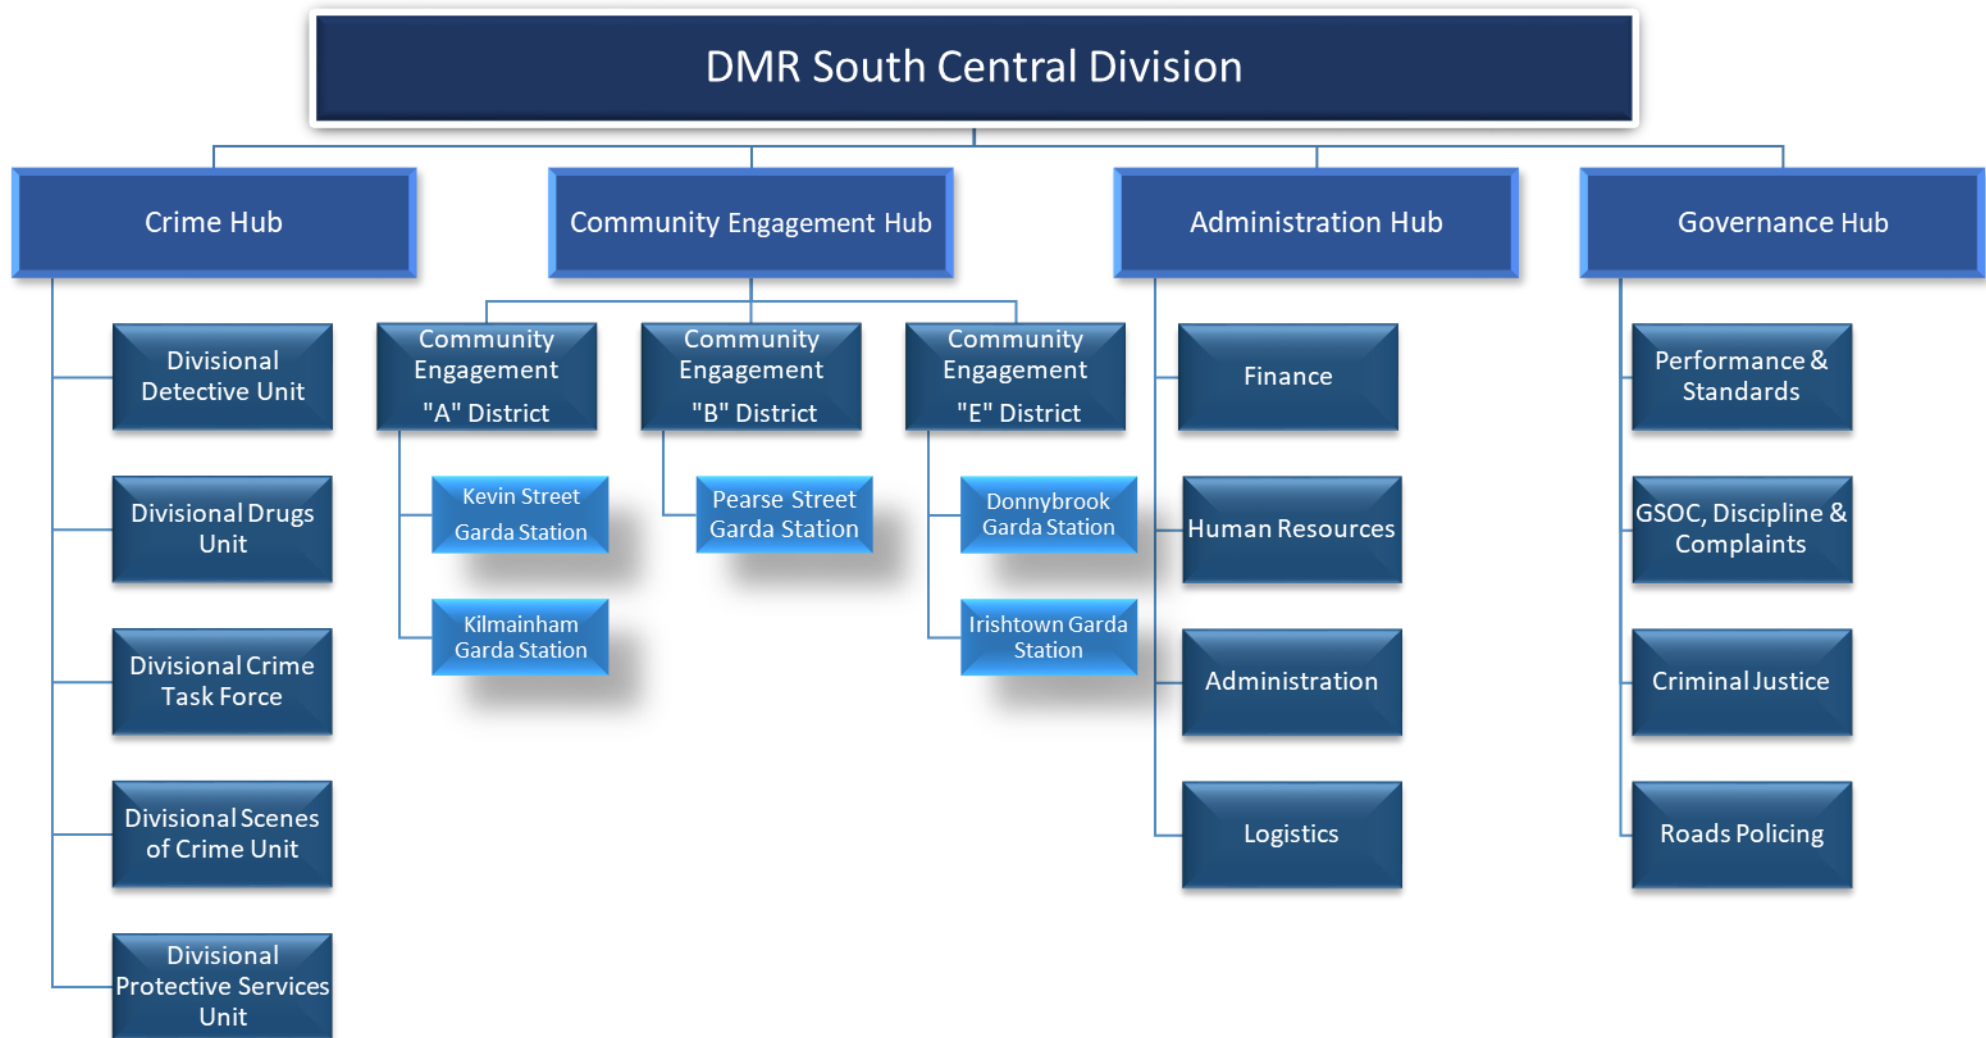 DMR South Central Division
Crime Hub
Community Engagement Hub
Administration Hub
Governance Hub
Divisional
Detective Unit
Divisional Drugs
Unit
Divisional Crime
Task Force
Divisional Scenes
of Crime Unit
Divisional
Protective Services
Unit
Community
Engagement
"A" District
Kevin Street
Garda Station
Kilmainham
Garda Station
Community
Engagement
"B" District
Pearse Street
Garda Station
Community
Engagement
"E" District
Donnybrook
Garda Station
Irishtown Garda
Station
Finance
Human Resources
Administration
Logistics
Performance &
Standards
GSOC, Discipline &
Complaints
Criminal Justice
Roads Policing